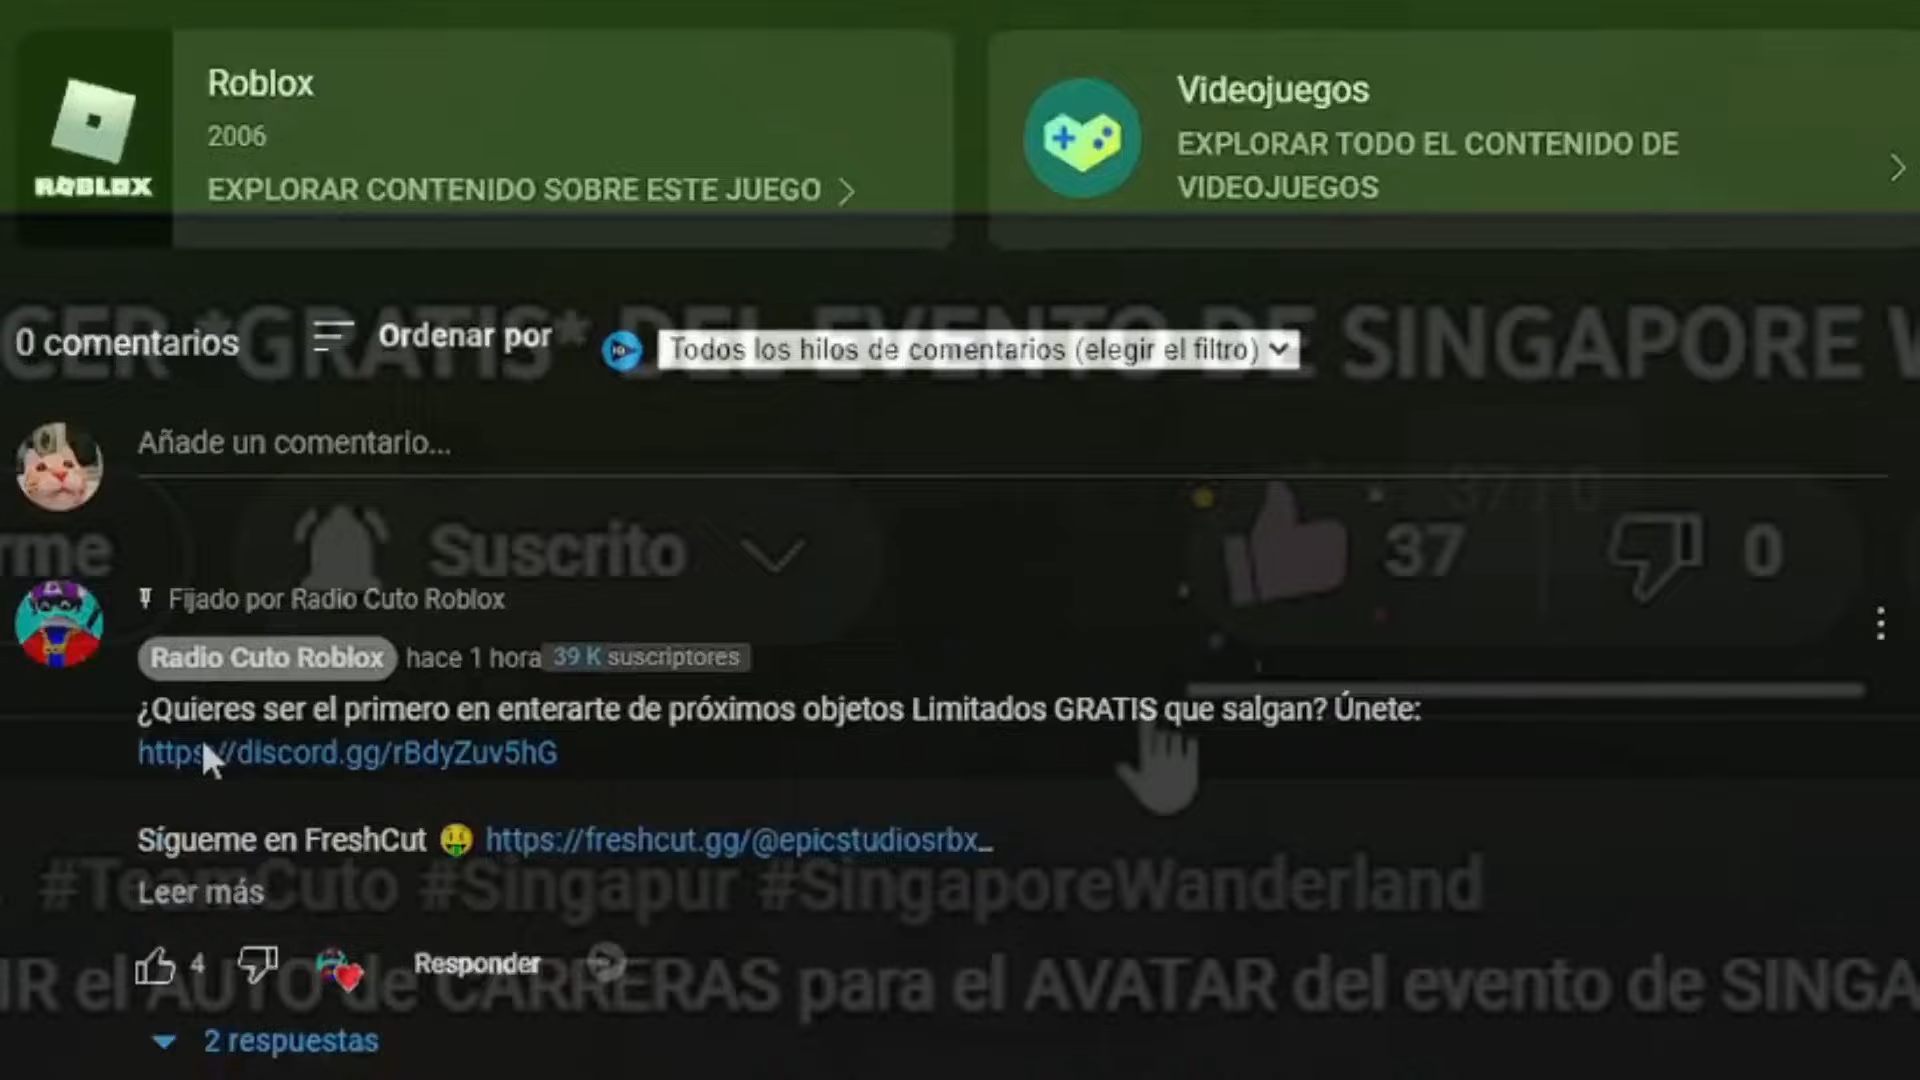 Roblox
2006
EXPLORAR CONTENIDO SOBRE ESTE JUEGO
ROBLOX
Videojuegos
EXPLORAR TODO EL CONTENIDO DE
VIDEOJUEGOS
CER *GRATIS* DEL EVENTO DE SINGAPORE W
0 comentarios
Ordenar por
Todos los hilos de comentarios (elegir el filtro)
Añade un comentario...
37 / 0
rme
Suscrito
37
0
Fijado por Radio Cuto Roblox
Radio Cuto Roblox hace 1 hora 39 K suscriptores
¿Quieres ser el primero en enterarte de próximos objetos Limitados GRATIS que salgan? Únete:
https://discord.gg/rBdyZuv5hG
Sígueme en FreshCut 🤑 https://freshcut.gg/@epicstudiosrbx_
#TeamCuto #Singapur #SingaporeWanderland
Leer más
4
Responder
IR el AUTO de CARRERAS para el AVATAR del evento de SINGA
2 respuestas